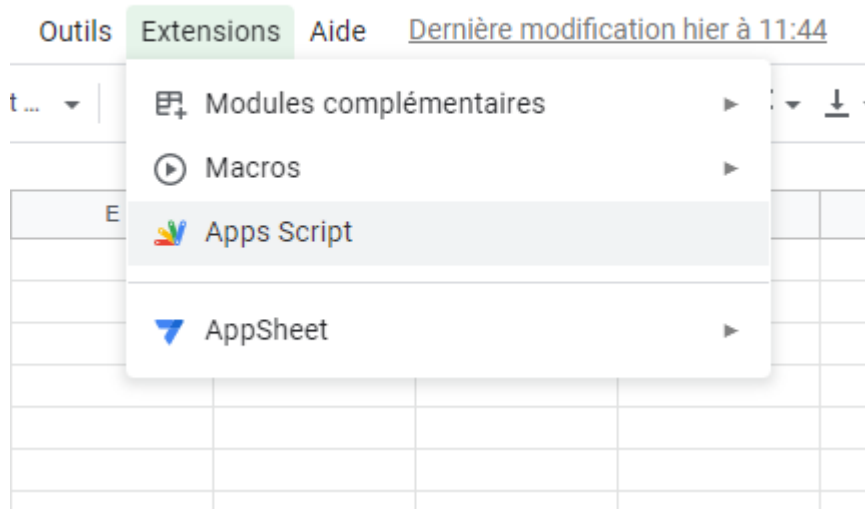 Outils Extensions Aide Dernière modification hier à 11:44
t ...
Modules complémentaires
Macros
E
Apps Script
AppSheet